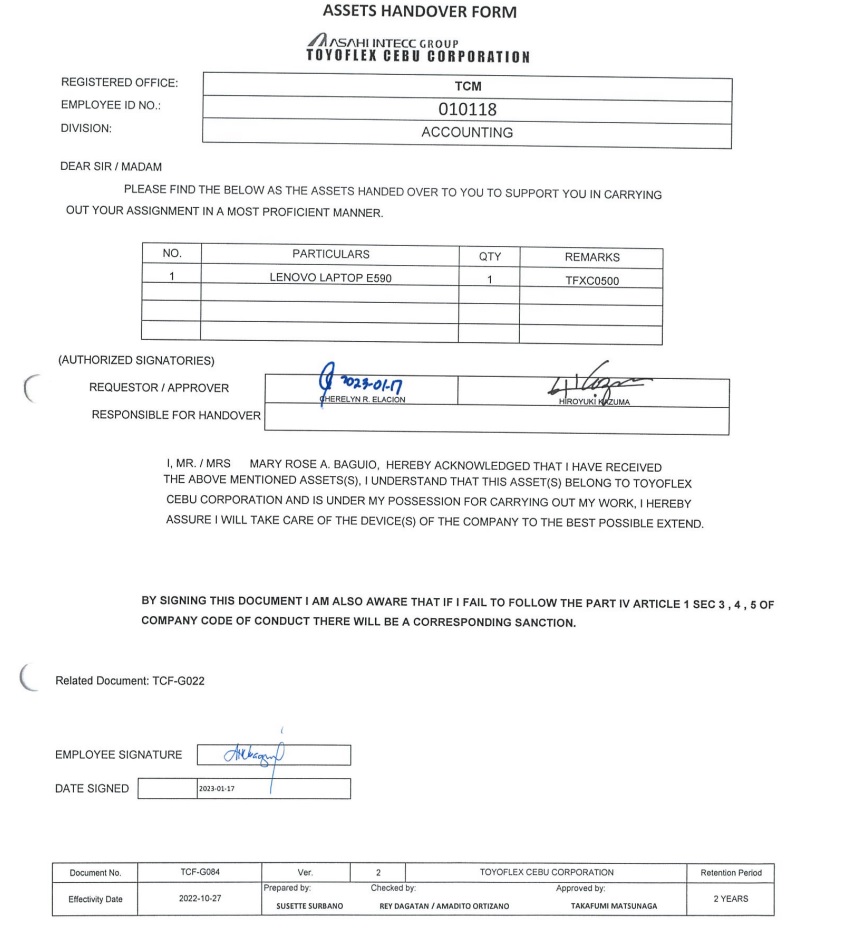 ASSETS HANDOVER FORM
ASAHI INTECC GROUP
TOYOFLEX CEBU CORPORATION
REGISTERED OFFICE: TCM
EMPLOYEE ID NO.: 010118
DIVISION: ACCOUNTING
DEAR SIR / MADAM
PLEASE FIND THE BELOW AS THE ASSETS HANDED OVER TO YOU TO SUPPORT YOU IN CARRYING
OUT YOUR ASSIGNMENT IN A MOST PROFICIENT MANNER.
NO. PARTICULARS QTY REMARKS
1 LENOVO LAPTOP E590 1 TFXC0500
(AUTHORIZED SIGNATORIES)
2023-01-17
REQUESTOR / APPROVER CHERELYN R. ELACION HIROYUKI KAZUMA
RESPONSIBLE FOR HANDOVER
I, MR. / MRS MARY ROSE A. BAGUIO, HEREBY ACKNOWLEDGED THAT I HAVE RECEIVED
THE ABOVE MENTIONED ASSETS(S), I UNDERSTAND THAT THIS ASSET(S) BELONG TO TOYOFLEX
CEBU CORPORATION AND IS UNDER MY POSSESSION FOR CARRYING OUT MY WORK, I HEREBY
ASSURE I WILL TAKE CARE OF THE DEVICE(S) OF THE COMPANY TO THE BEST POSSIBLE EXTEND.
BY SIGNING THIS DOCUMENT I AM ALSO AWARE THAT IF I FAIL TO FOLLOW THE PART IV ARTICLE 1 SEC 3 , 4 , 5 OF
COMPANY CODE OF CONDUCT THERE WILL BE A CORRESPONDING SANCTION.
Related Document: TCF-G022
EMPLOYEE SIGNATURE
DATE SIGNED 2023-01-17
Document No. TCF-G084 Ver. 2 TOYOFLEX CEBU CORPORATION Retention Period
Effectivity Date 2022-10-27 Prepared by: Checked by: Approved by: 2 YEARS
SUSETTE SURBANO REY DAGATAN / AMADITO ORTIZANO TAKAFUMI MATSUNAGA